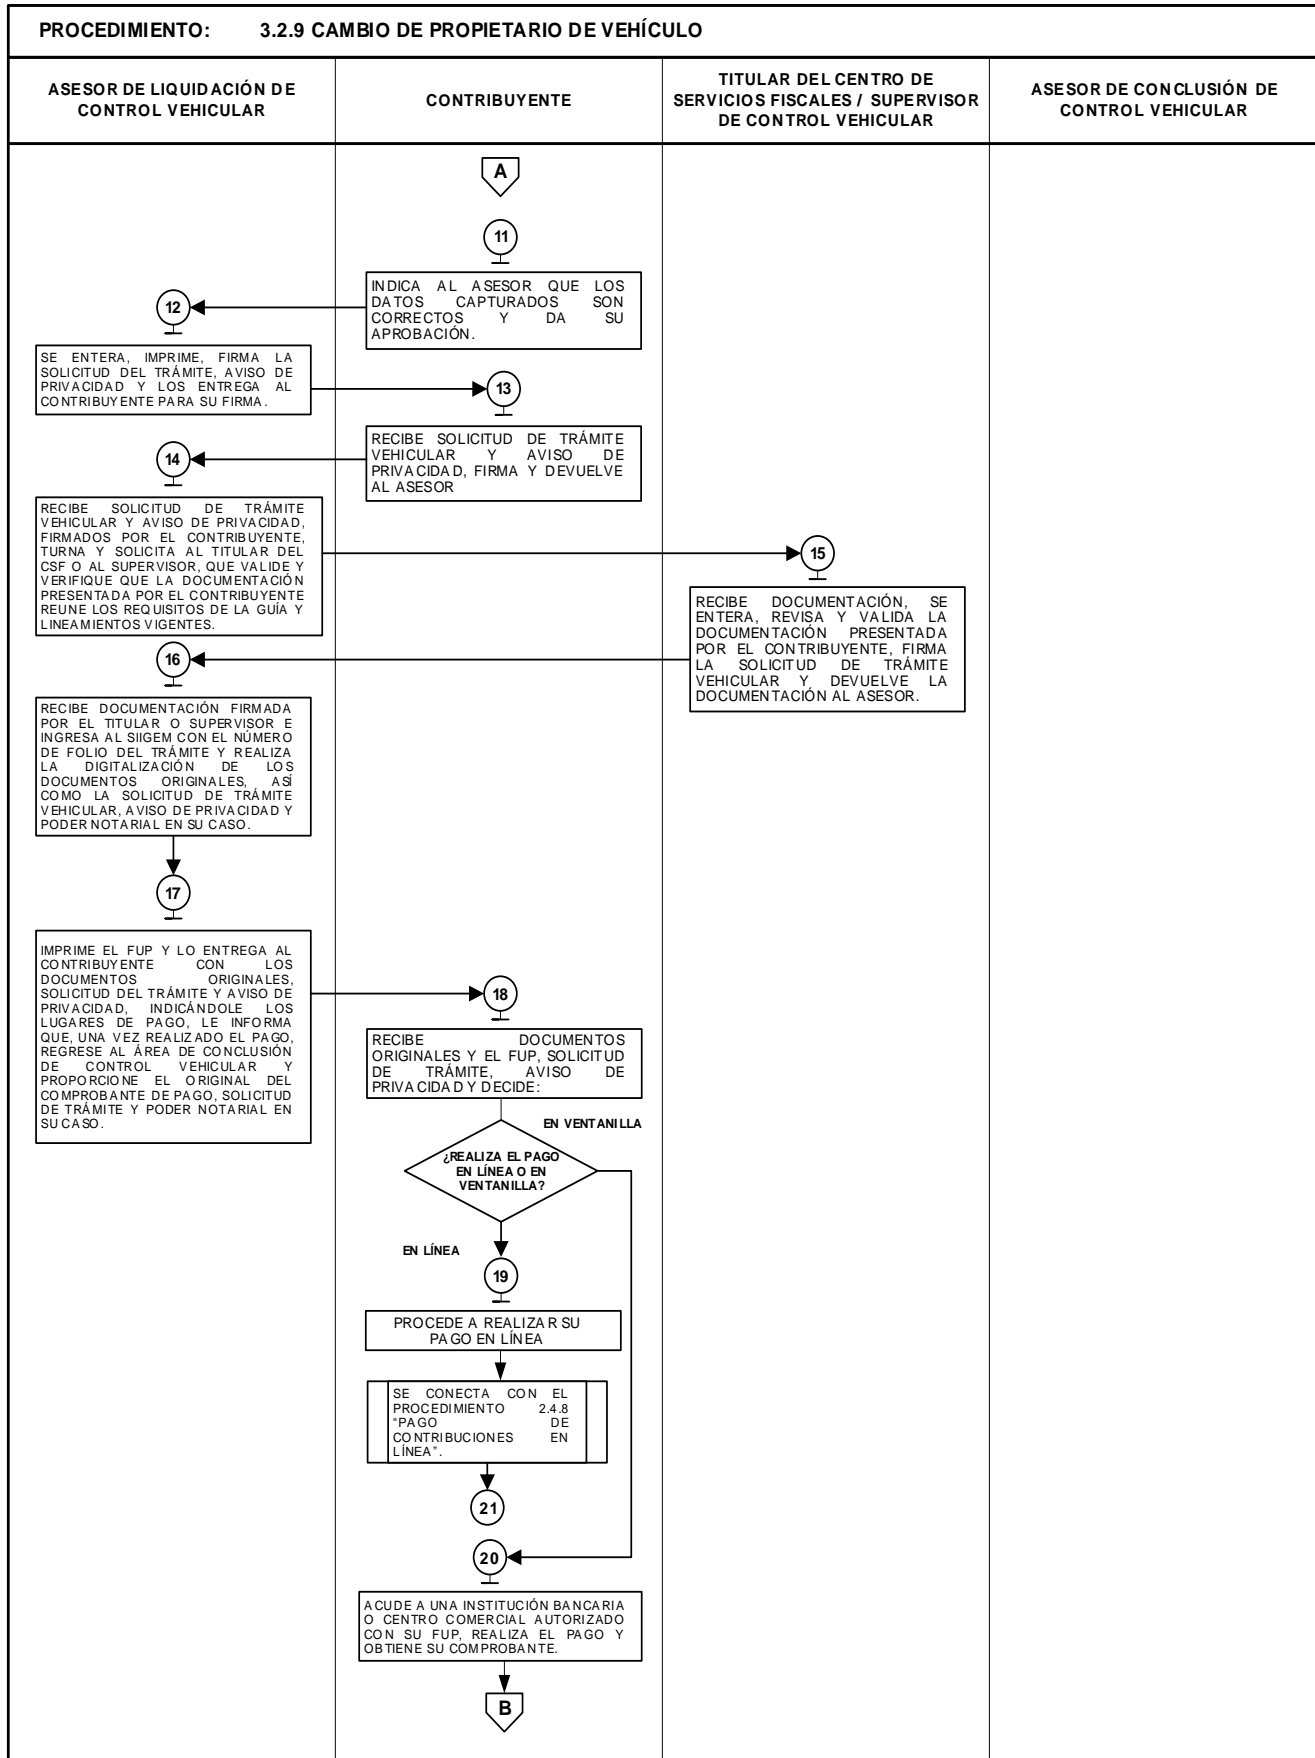 PROCEDIMIENTO: 3.2.9 CAMBIO DE PROPIETARIO DE VEHÍCULO
ASESOR DE LIQUIDACIÓN DE
CONTROL VEHICULAR
CONTRIBUYENTE
TITULAR DEL CENTRO DE
SERVICIOS FISCALES / SUPERVISOR
DE CONTROL VEHICULAR
ASESOR DE CONCLUSIÓN DE
CONTROL VEHICULAR
A
11
INDICA AL ASESOR QUE LOS
DATOS CAPTURADOS SON
CORRECTOS Y DA SU
APROBACIÓN.
12
SE ENTERA, IMPRIME, FIRMA LA
SOLICITUD DEL TRÁMITE, AVISO DE
PRIVACIDAD Y LOS ENTREGA AL
CONTRIBUYENTE PARA SU FIRMA.
13
RECIBE SOLICITUD DE TRÁMITE
VEHICULAR Y AVISO DE
PRIVACIDAD, FIRMA Y DEVUELVE
AL ASESOR
14
RECIBE SOLICITUD DE TRÁMITE
VEHICULAR Y AVISO DE PRIVACIDAD,
FIRMADOS POR EL CONTRIBUYENTE,
TURNA Y SOLICITA AL TITULAR DEL
CSF O AL SUPERVISOR, QUE VALIDE Y
VERIFIQUE QUE LA DOCUMENTACIÓN
PRESENTADA POR EL CONTRIBUYENTE
REUNE LOS REQUISITOS DE LA GUÍA Y
LINEAMIENTOS VIGENTES.
15
RECIBE DOCUMENTACIÓN, SE
ENTERA, REVISA Y VALIDA LA
DOCUMENTACIÓN PRESENTADA
POR EL CONTRIBUYENTE, FIRMA
LA SOLICITUD DE TRÁMITE
VEHICULAR Y DEVUELVE LA
DOCUMENTACIÓN AL ASESOR.
16
RECIBE DOCUMENTACIÓN FIRMADA
POR EL TITULAR O SUPERVISOR E
INGRESA AL SIIGEM CON EL NÚMERO
DE FOLIO DEL TRÁMITE Y REALIZA
LA DIGITALIZACIÓN DE LOS
DOCUMENTOS ORIGINALES, ASÍ
COMO LA SOLICITUD DE TRÁMITE
VEHICULAR, AVISO DE PRIVACIDAD Y
PODER NOTARIAL EN SU CASO.
17
IMPRIME EL FUP Y LO ENTREGA AL
CONTRIBUYENTE CON LOS
DOCUMENTOS ORIGINALES,
SOLICITUD DEL TRÁMITE Y AVISO DE
PRIVACIDAD, INDICÁNDOLE LOS
LUGARES DE PAGO, LE INFORMA
QUE, UNA VEZ REALIZADO EL PAGO,
REGRESE AL ÁREA DE CONCLUSIÓN
DE CONTROL VEHICULAR Y
PROPORCIONE EL ORIGINAL DEL
COMPROBANTE DE PAGO, SOLICITUD
DE TRÁMITE Y PODER NOTARIAL EN
SU CASO.
18
RECIBE DOCUMENTOS
ORIGINALES Y EL FUP, SOLICITUD
DE TRÁMITE, AVISO DE
PRIVACIDAD Y DECIDE:
EN VENTANILLA
¿REALIZA EL PAGO
EN LÍNEA O EN
VENTANILLA?
EN LÍNEA
19
PROCEDE A REALIZAR SU
PAGO EN LÍNEA
SE CONECTA CON EL
PROCEDIMIENTO 2.4.8
“PAGO DE
CONTRIBUCIONES EN
LÍNEA”.
21
20
ACUDE A UNA INSTITUCIÓN BANCARIA
O CENTRO COMERCIAL AUTORIZADO
CON SU FUP, REALIZA EL PAGO Y
OBTIENE SU COMPROBANTE.
B